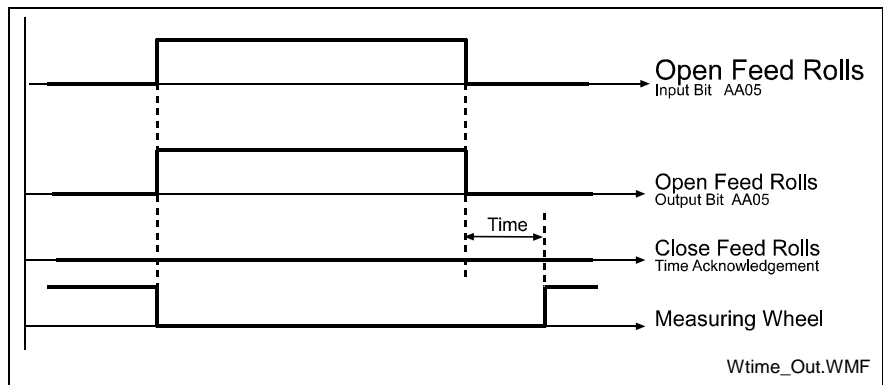 Open Feed Rolls
Input Bit AA05
Open Feed Rolls
Output Bit AA05
Time
Close Feed Rolls
Time Acknowledgement
Measuring Wheel
Wtime_Out.WMF